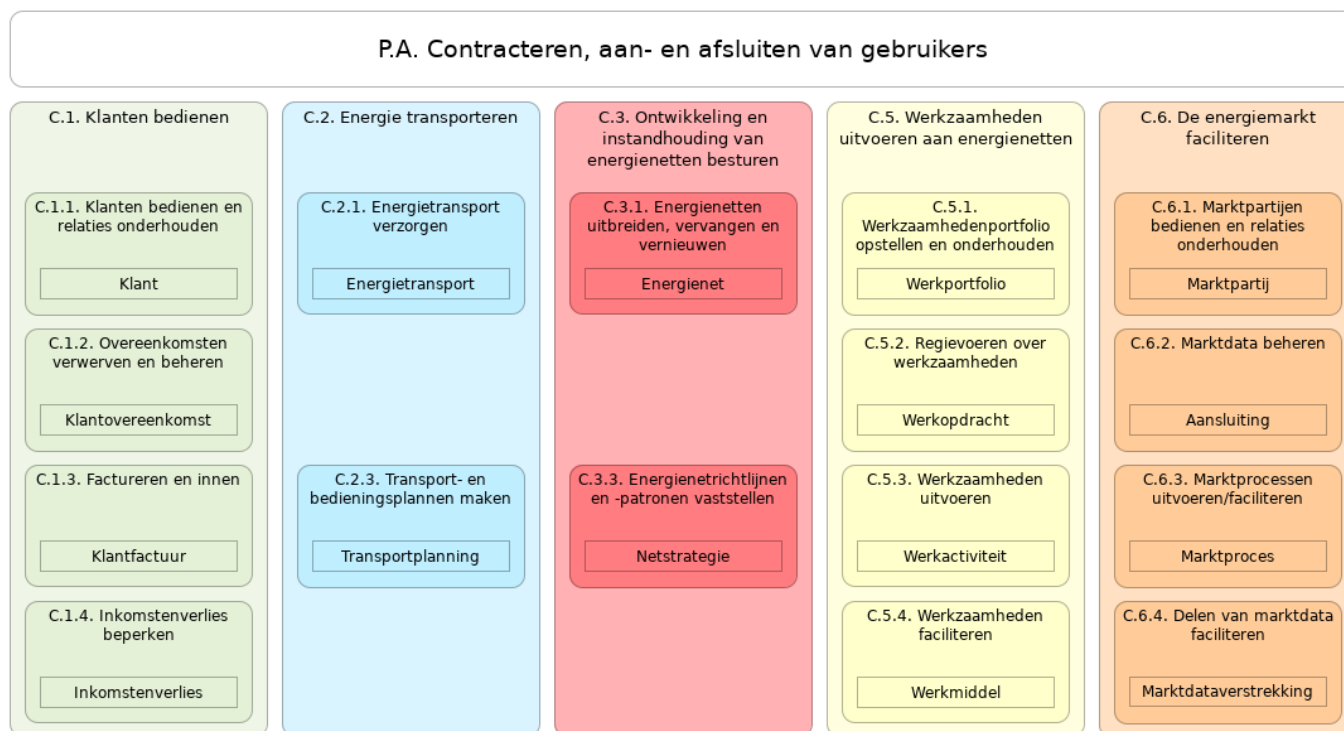 P.A. Contracteren, aan- en afsluiten van gebruikers
C.1. Klanten bedienen
C.1.1. Klanten bedienen en
relaties onderhouden
Klant
C.1.2. Overeenkomsten
verwerven en beheren
Klantovereenkomst
C.1.3. Factureren en innen
Klantfactuur
C.1.4. Inkomstenverlies
beperken
Inkomstenverlies
C.2. Energie transporteren
C.2.1. Energietransport
verzorgen
Energietransport
C.2.3. Transport- en
bedieningsplannen maken
Transportplanning
C.3. Ontwikkeling en
instandhouding van
energienetten besturen
C.3.1. Energienetten
uitbreiden, vervangen en
vernieuwen
Energienet
C.3.3. Energienetrichtlijnen
en -patronen vaststellen
Netstrategie
C.5. Werkzaamheden
uitvoeren aan energienetten
C.5.1.
Werkzaamhedenportfolio
opstellen en onderhouden
Werkportfolio
C.5.2. Regievoeren over
werkzaamheden
Werkopdracht
C.5.3. Werkzaamheden
uitvoeren
Werkactiviteit
C.5.4. Werkzaamheden
faciliteren
Werkmiddel
C.6. De energiemarkt
faciliteren
C.6.1. Marktpartijen
bedienen en relaties
onderhouden
Marktpartij
C.6.2. Marktdata beheren
Aansluiting
C.6.3. Marktprocessen
uitvoeren/faciliteren
Marktproces
C.6.4. Delen van marktdata
faciliteren
Marktdataverstrekking